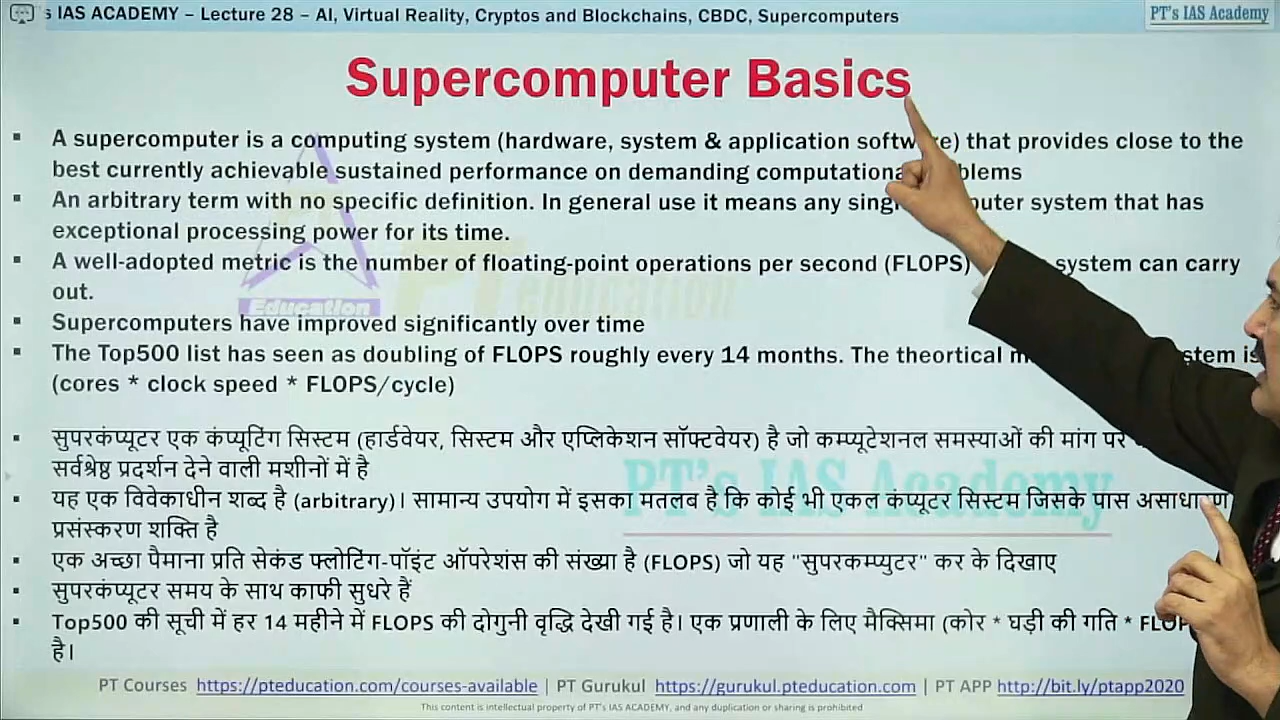 s IAS ACADEMY – Lecture 28 – AI, Virtual Reality, Cryptos and Blockchains, CBDC, Supercomputers
PT's IAS Academy
Supercomputer Basics
▪ A supercomputer is a computing system (hardware, system & application softw e) that provides close to the
best currently achievable sustained performance on demanding computationa blems
▪ An arbitrary term with no specific definition. In general use it means any sing puter system that has
exceptional processing power for its time.
▪ A well-adopted metric is the number of floating-point operations per second (FLOPS) system can carry
out.
▪ Supercomputers have improved significantly over time
▪ The Top500 list has seen as doubling of FLOPS roughly every 14 months. The theortical m stem is
(cores * clock speed * FLOPS/cycle)
▪ सुपरकंप्यूटर एक कंप्यूटिंग सिस्टम (हार्डवेयर, सिस्टम और एप्लिकेशन सॉफ्टवेयर) है जो कम्प्यूटेशनल समस्याओं की मांग पर
सर्वश्रेष्ठ प्रदर्शन देने वाली मशीनों में है
▪ यह एक विवेकाधीन शब्द है (arbitrary)। सामान्य उपयोग में इसका मतलब है कि कोई भी एकल कंप्यूटर सिस्टम जिसके पास असाधारण
प्रसंस्करण शक्ति है
▪ एक अच्छा पैमाना प्रति सेकंड फ्लोटिंग-पॉइंट ऑपरेशंस की संख्या है (FLOPS) जो यह "सुपरकम्प्युटर" कर के दिखाए
▪ सुपरकंप्यूटर समय के साथ काफी सुधरे हैं
▪ Top500 की सूची में हर 14 महीने में FLOPS की दोगुनी वृद्धि देखी गई है। एक प्रणाली के लिए मैक्सिमा (कोर * घड़ी की गति * FLOP
है।
PT education
Education
PT's IAS Academy
PT Courses https://pteducation.com/courses-available | PT Gurukul https://gurukul.pteducation.com | PT APP http://bit.ly/ptapp2020
This content is intellectual property of PT's IAS ACADEMY, and any duplication or sharing is prohibited